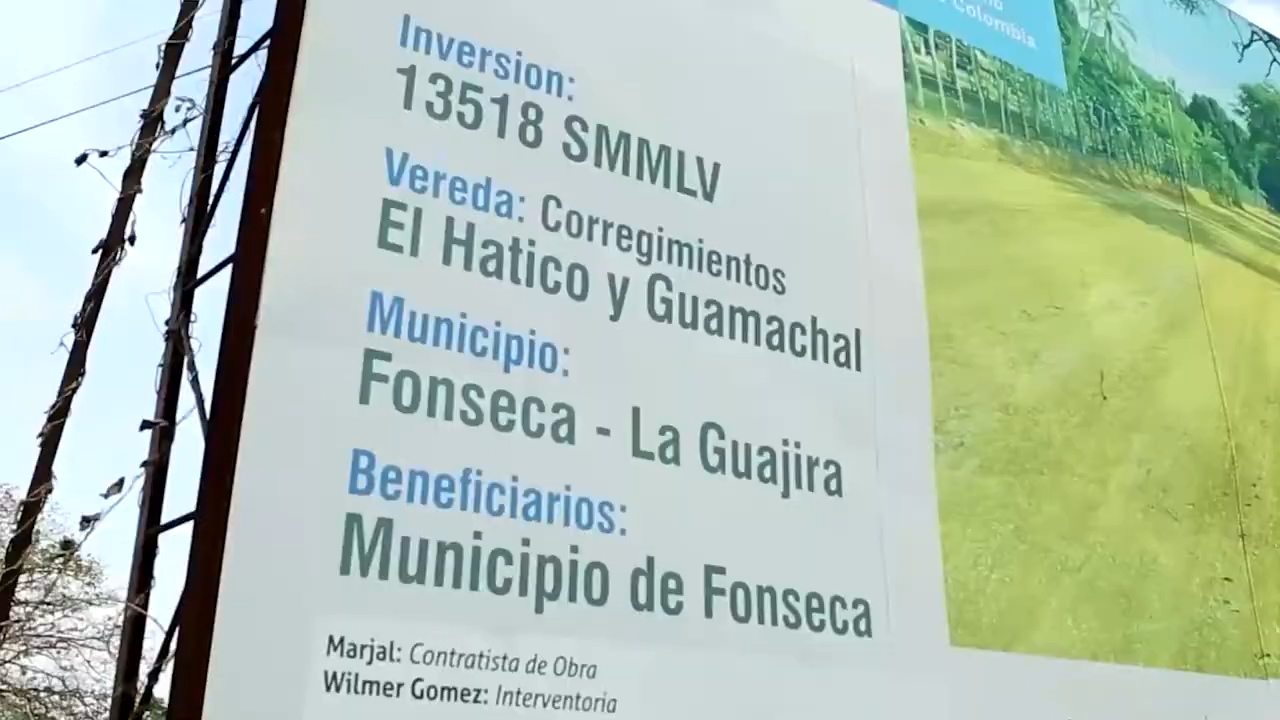 Inversion:
13518 SMMLV
Vereda: Corregimientos
El Hatico y Guamachal
Municipio:
Fonseca - La Guajira
Beneficiarios:
Municipio de Fonseca
Marjal: Contratista de Obra
Wilmer Gomez: Interventoria
Colombia